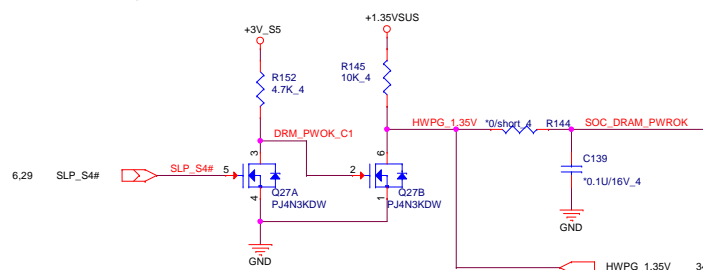 +1.35VSUS
+3V_S5
R152
4.7K_4
R145
10K_4
HWPG_1.35V
*0/short_4
R144
SOC_DRAM_PWROK
DRM_PWOK_C1
3
6
6,29
SLP_S4#
SLP_S4#
5
2
C139
*0.1U/16V_4
Q27A
PJ4N3KDW
Q27B
PJ4N3KDW
4
1
GND
GND
HWPG_1.35V
34